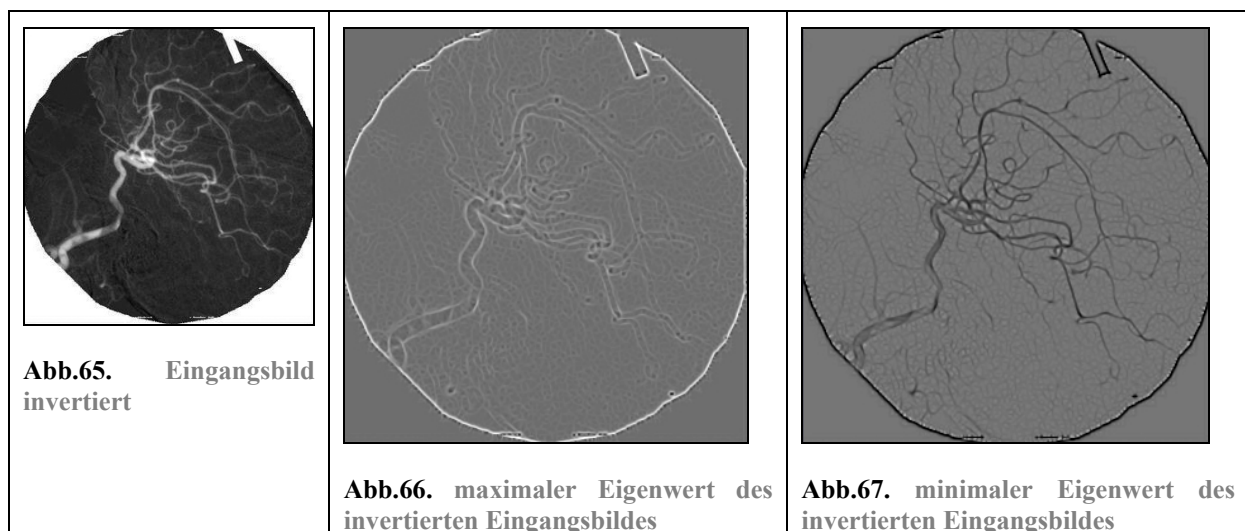 Abb.65. Eingangsbild
invertiert
Abb.66. maximaler Eigenwert des
invertierten Eingangsbildes
Abb.67. minimaler Eigenwert des
invertierten Eingangsbildes